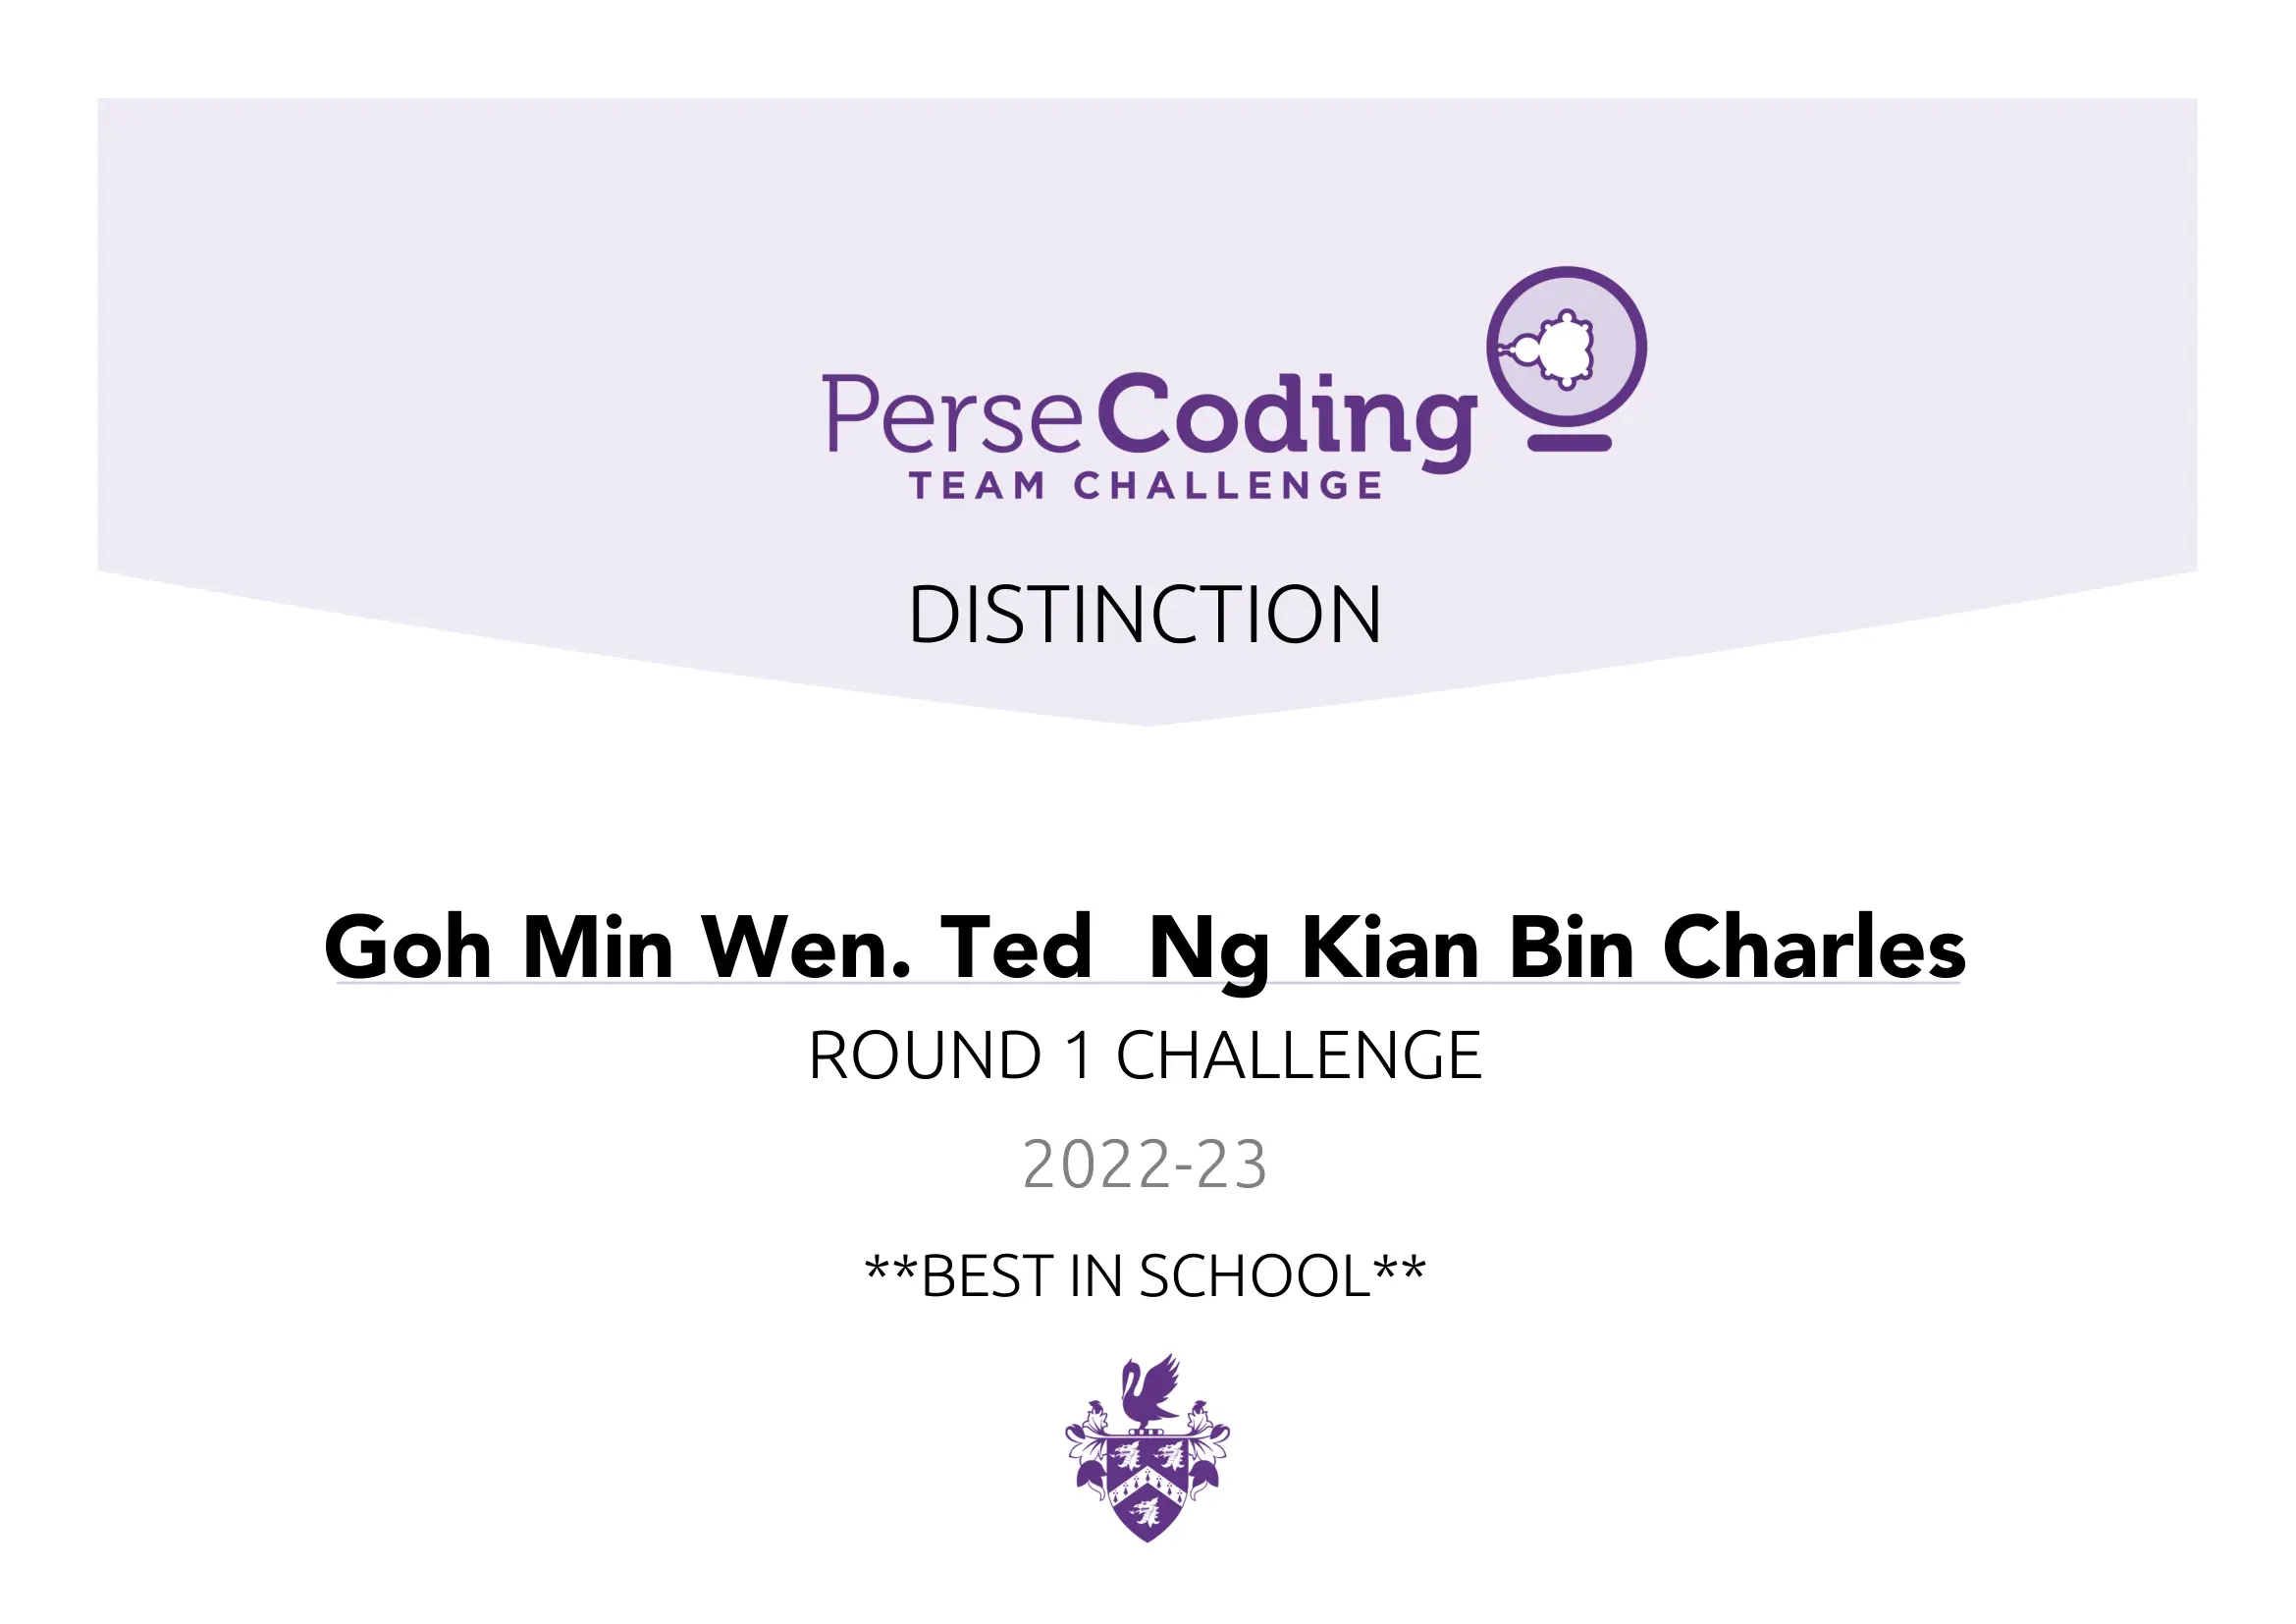 PerseCoding
TEAM CHALLENGE
DISTINCTION
Goh Min Wen. Ted  Ng Kian Bin Charles
ROUND 1 CHALLENGE
2022-23
**BEST IN SCHOOL**